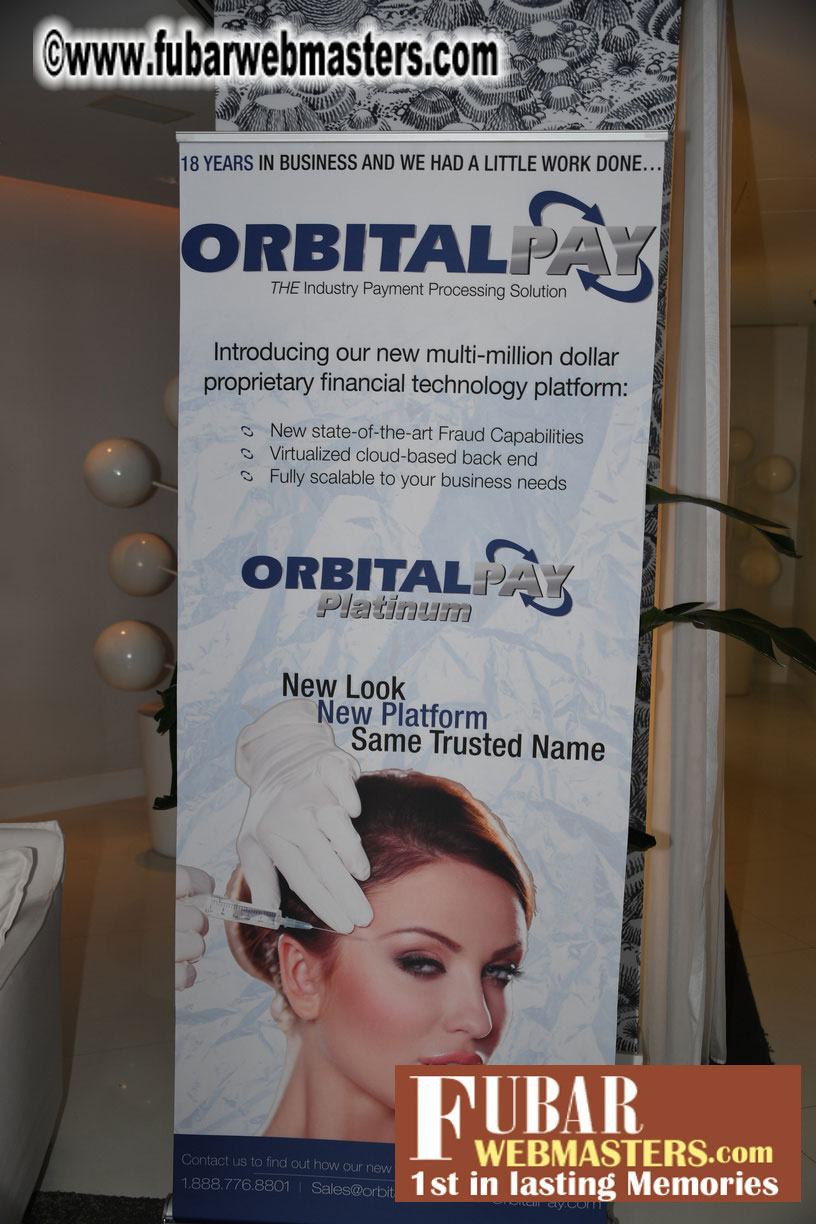 ©www.fubarwebmasters.com
18 YEARS IN BUSINESS AND WE HAD A LITTLE WORK DONE...
ORBITALPAY
THE Industry Payment Processing Solution
Introducing our new multi-million dollar
proprietary financial technology platform:
New state-of-the-art Fraud Capabilities
Virtualized cloud-based back end
Fully scalable to your business needs
ORBITALPAY
Platinum
New Look
New Platform
Same Trusted Name
Contact us to find out how our new
1.888.776.8801 | Sales@orbit
FUBAR
WEBMASTERS.com
1st in lasting Memories